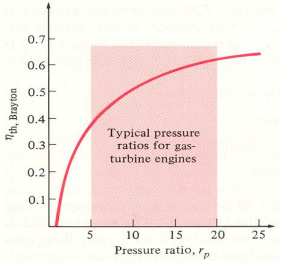 0.7
0.6
0.5
0.4
0.3
0.2
0.1
ηth, Brayton
Typical pressure
ratios for gas-
turbine engines
5 10 15 20 25
Pressure ratio, rp